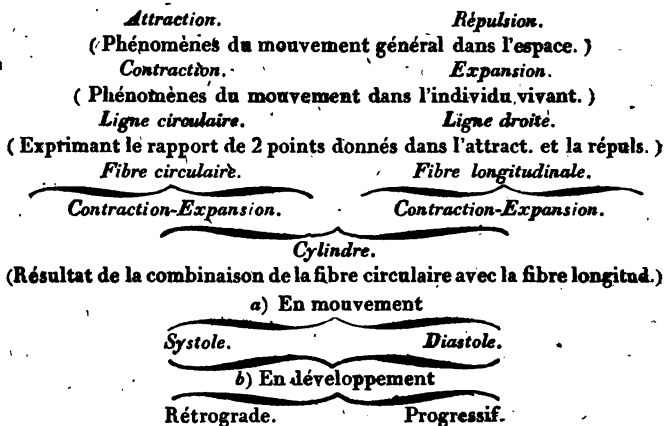 Attraction. Répulsion.
(Phénomènes du mouvement général dans l'espace.)
Contraction. Expansion.
(Phénomènes du mouvement dans l'individu vivant.)
Ligne circulaire. Ligne droite.
(Exprimant le rapport de 2 points donnés dans l'attract. et la répuls.)
Fibre circulaire. Fibre longitudinale.
Contraction-Expansion. Contraction-Expansion.
Cylindre.
(Résultat de la combinaison de la fibre circulaire avec la fibre longitud.)
a) En mouvement
Systole. Diastole.
b) En développement
Rétrograde. Progressif.